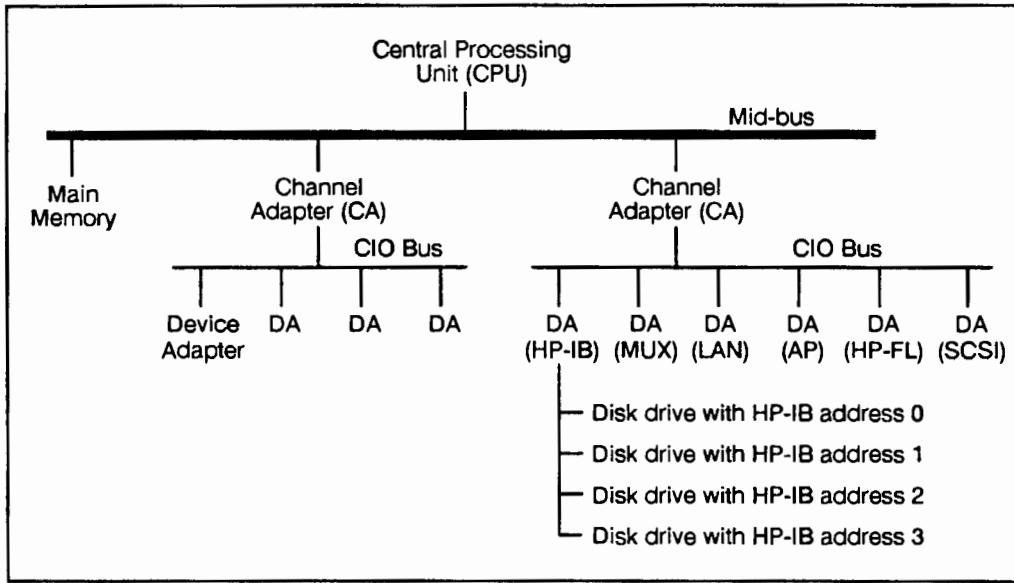 Central Processing
Unit (CPU)
Mid-bus
Main
Memory
Channel
Adapter (CA)
Channel
Adapter (CA)
CIO Bus
CIO Bus
Device
Adapter
DA
DA
DA
DA
(HP-IB)
DA
(MUX)
DA
(LAN)
DA
(AP)
DA
(HP-FL)
DA
(SCSI)
Disk drive with HP-IB address 0
Disk drive with HP-IB address 1
Disk drive with HP-IB address 2
Disk drive with HP-IB address 3